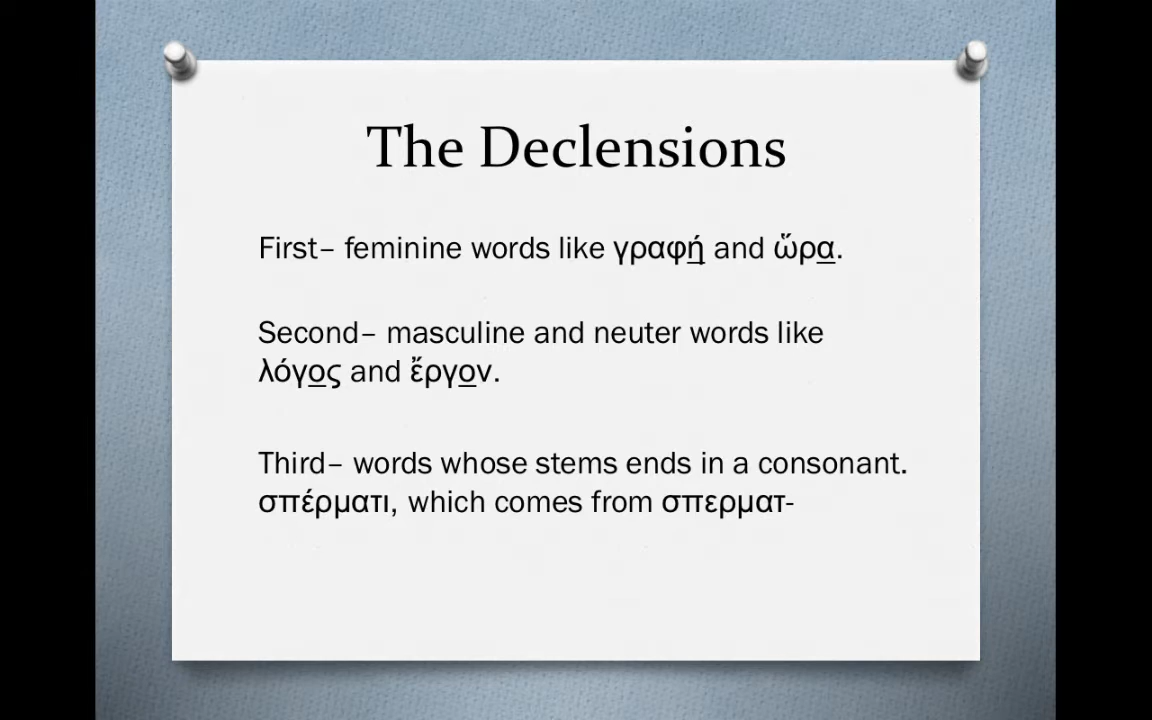 The Declensions
First– feminine words like γραφή and ὥρα.
Second– masculine and neuter words like
λόγος and ἔργον.
Third– words whose stems ends in a consonant.
σπέρματι, which comes from σπερματ-